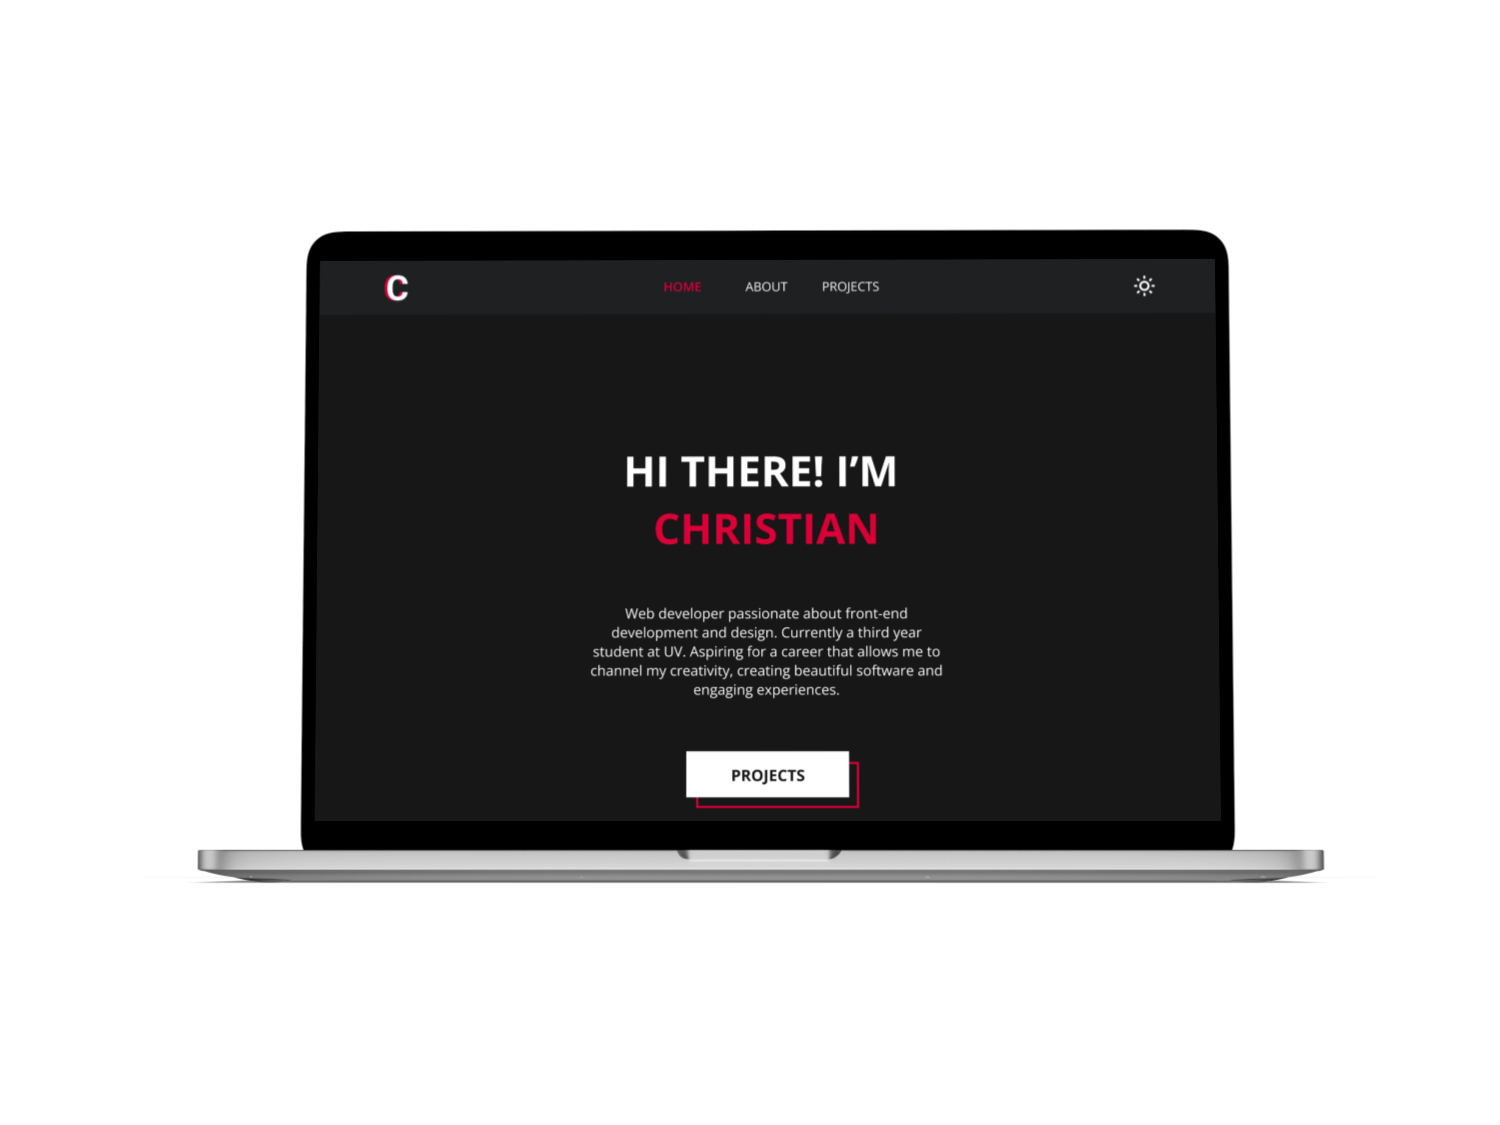 C
HOME ABOUT PROJECTS
HI THERE! I’M
CHRISTIAN
Web developer passionate about front-end
development and design. Currently a third year
student at UV. Aspiring for a career that allows me to
channel my creativity, creating beautiful software and
engaging experiences.
PROJECTS